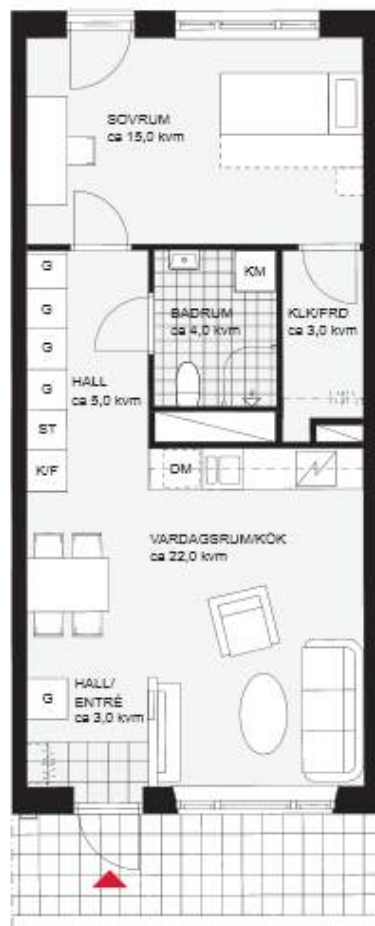 SOVRUM
ca 15,0 kvm
G
KM
BADRUM
ca 4,0 kvm
KLK/FRD
ca 3,0 kvm
G
G
G
HALL
ca 5,0 kvm
ST
K/F
DM
VARDAGSRUM/KÖK
ca 22,0 kvm
G
HALL/
ENTRÉ
ca 3,0 kvm